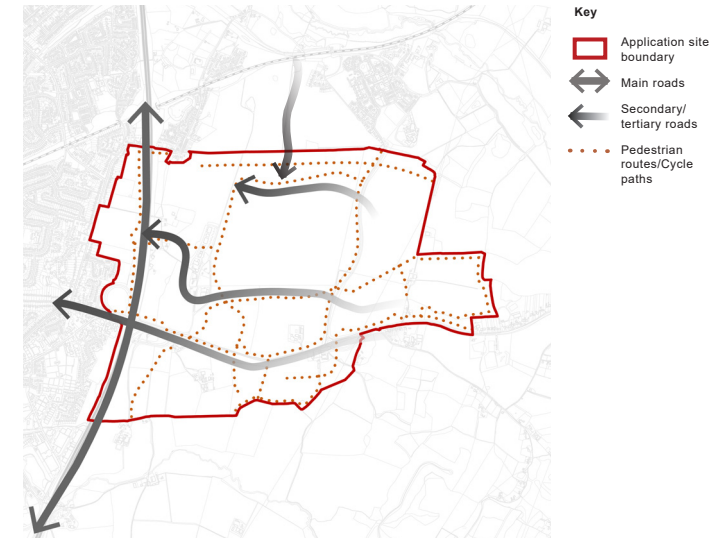 Key
Application site
boundary
Main roads
Secondary/
tertiary roads
Pedestrian
routes/Cycle
paths